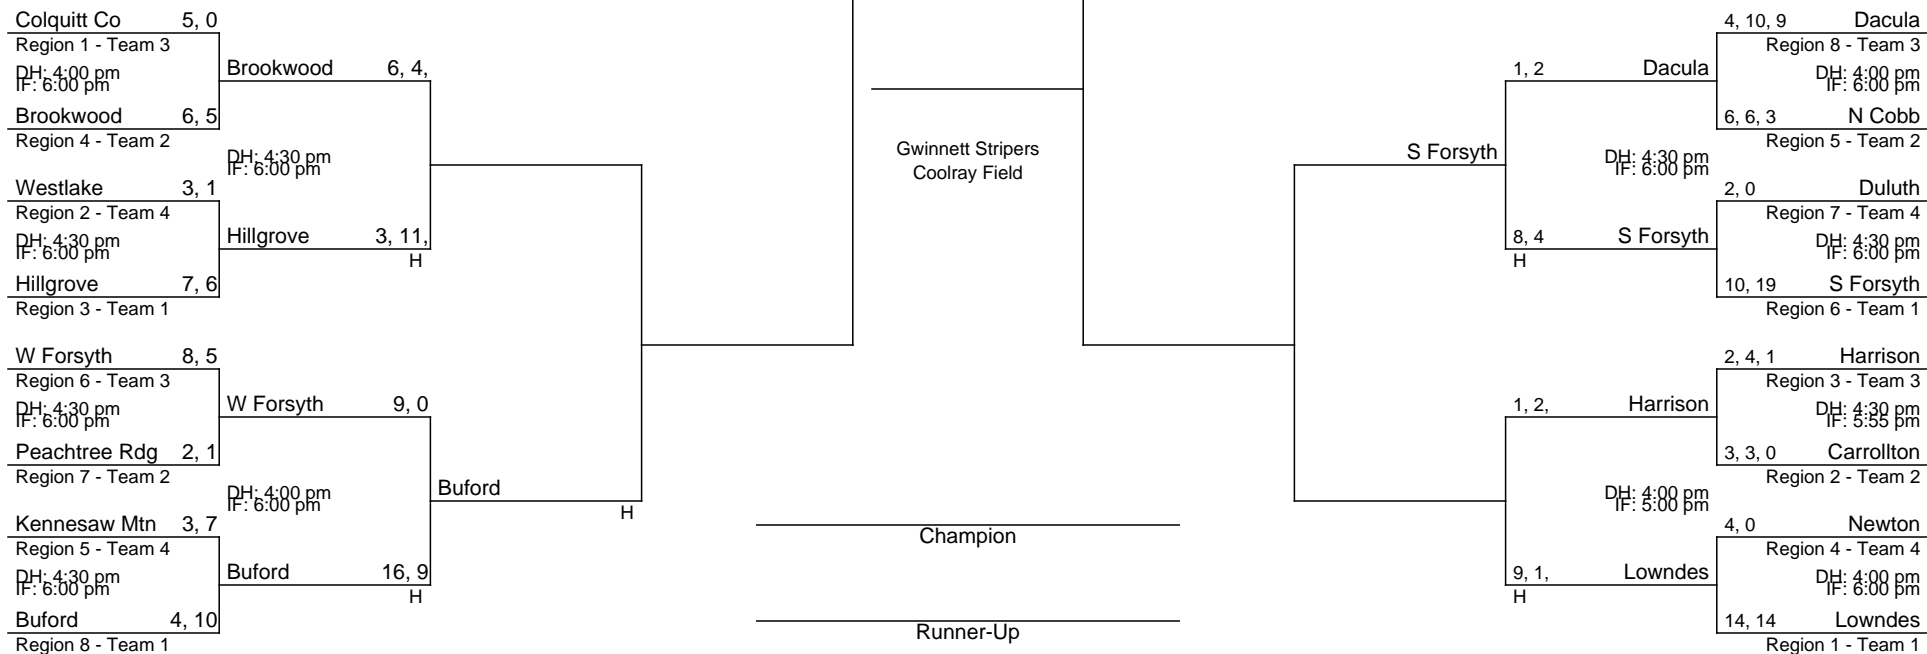 Colquitt Co 5, 0
Region 1 - Team 3
DH: 4:00 pm
IF: 6:00 pm
Brookwood 6, 5
Region 4 - Team 2
Westlake 3, 1
Region 2 - Team 4
DH: 4:30 pm
IF: 6:00 pm
Hillgrove 7, 6
Region 3 - Team 1
W Forsyth 8, 5
Region 6 - Team 3
DH: 4:30 pm
IF: 6:00 pm
Peachtree Rdg 2, 1
Region 7 - Team 2
Kennesaw Mtn 3, 7
Region 5 - Team 4
DH: 4:30 pm
IF: 6:00 pm
Buford 4, 10
Region 8 - Team 1
Brookwood 6, 4,
DH: 4:30 pm
IF: 6:00 pm
Hillgrove 3, 11,
H
W Forsyth 9, 0
DH: 4:00 pm
IF: 6:00 pm
Buford 16, 9
H
Buford
H
Gwinnett Stripers
Coolray Field
Champion
Runner-Up
S Forsyth
1, 2 Dacula
DH: 4:30 pm
IF: 6:00 pm
8, 4 S Forsyth
H
1, 2, Harrison
DH: 4:00 pm
IF: 5:00 pm
9, 1, Lowndes
H
4, 10, 9 Dacula
Region 8 - Team 3
DH: 4:00 pm
IF: 6:00 pm
6, 6, 3 N Cobb
Region 5 - Team 2
2, 0 Duluth
Region 7 - Team 4
DH: 4:30 pm
IF: 6:00 pm
10, 19 S Forsyth
Region 6 - Team 1
2, 4, 1 Harrison
Region 3 - Team 3
DH: 4:30 pm
IF: 5:55 pm
3, 3, 0 Carrollton
Region 2 - Team 2
4, 0 Newton
Region 4 - Team 4
DH: 4:00 pm
IF: 6:00 pm
14, 14 Lowndes
Region 1 - Team 1